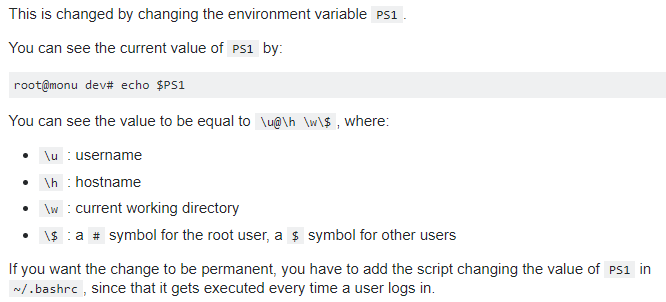 This is changed by changing the environment variable PS1 .
You can see the current value of PS1 by:
root@monu dev# echo $PS1
You can see the value to be equal to \u@\h \w\$ , where:
• \u : username
• \h : hostname
• \w : current working directory
• \$ : a # symbol for the root user, a $ symbol for other users
If you want the change to be permanent, you have to add the script changing the value of PS1 in
~/.bashrc , since that it gets executed every time a user logs in.